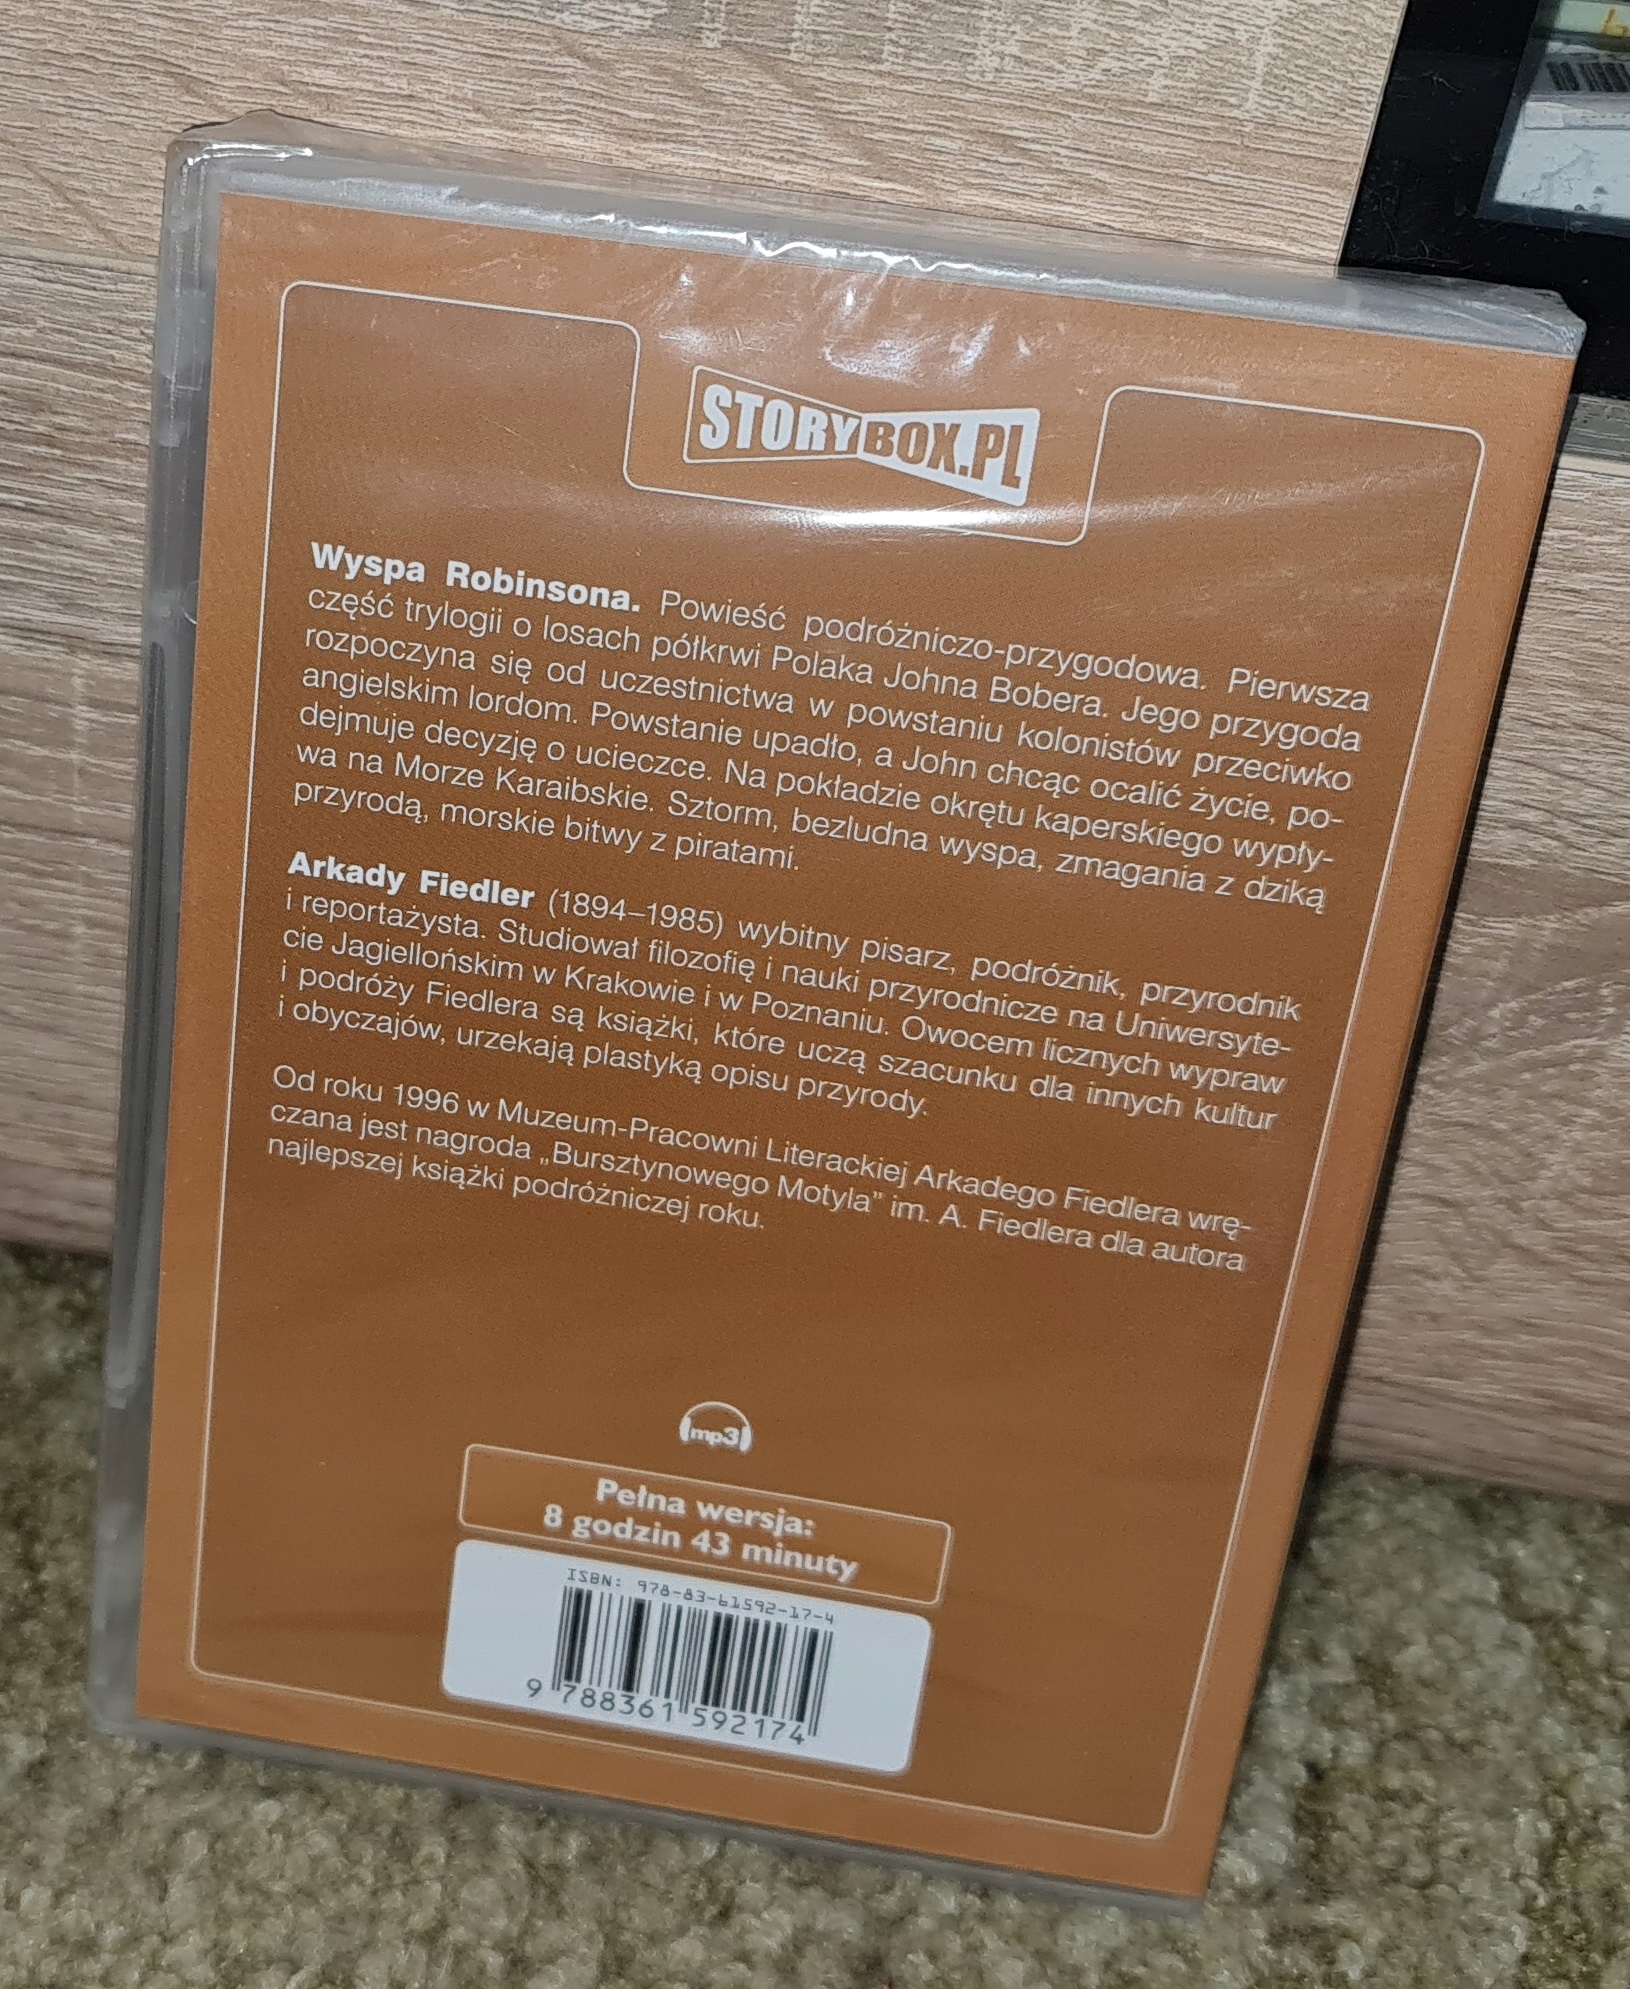 STORYBOX.PL
Wyspa Robinsona. Powieść podróżniczo-przygodowa. Pierwsza
część trylogii o losach półkrwi Polaka Johna Bobera. Jego przygoda
rozpoczyna się od uczestnictwa w powstaniu kolonistów przeciwko
angielskim lordom. Powstanie upadło, a John chcąc ocalić życie, po-
dejmuje decyzję o ucieczce. Na pokładzie okrętu kaperskiego wypły-
wa na Morze Karaibskie. Sztorm, bezludna wyspa, zmagania z dziką
przyrodą, morskie bitwy z piratami.
Arkady Fiedler (1894–1985) wybitny pisarz, podróżnik, przyrodnik
i reportażysta. Studiował filozofię i nauki przyrodnicze na Uniwersyte-
cie Jagiellońskim w Krakowie i w Poznaniu. Owocem licznych wypraw
i podróży Fiedlera są książki, które uczą szacunku dla innych kultur
i obyczajów, urzekają plastyką opisu przyrody.
Od roku 1996 w Muzeum-Pracowni Literackiej Arkadego Fiedlera wrę-
czana jest nagroda „Bursztynowego Motyla" im. A. Fiedlera dla autora
najlepszej książki podróżniczej roku.
mp3
Pełna wersja:
8 godzin 43 minuty
ISBN: 978-83-61592-17-4
9 788361 592174